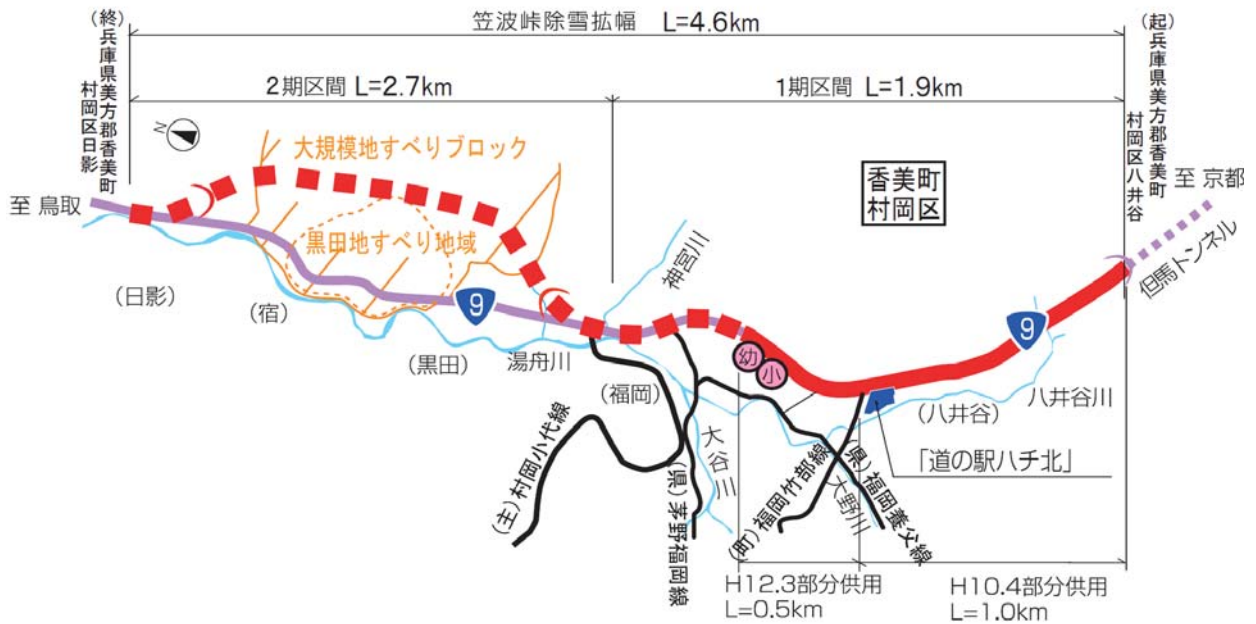 笠波峠除雪拡幅 L=4.6km
2期区間 L=2.7km
1期区間 L=1.9km
(終)兵庫県美方郡香美町
村岡区日影
(起)兵庫県美方郡香美町
村岡区八井谷
N
大規模地すべりブロック
黒田地すべり地域
香美町
村岡区
至 鳥取
至 京都
但馬トンネル
神宮川
9
9
(日影)
(宿)
(黒田)
湯舟川
(福岡)
幼
小
(八井谷)
八井谷川
「道の駅ハチ北」
大谷川
大野川
(主)村岡小代線
(県)茅野福岡線
(町)福岡竹部線
(県)福岡養父線
H12.3部分供用
L=0.5km
H10.4部分供用
L=1.0km